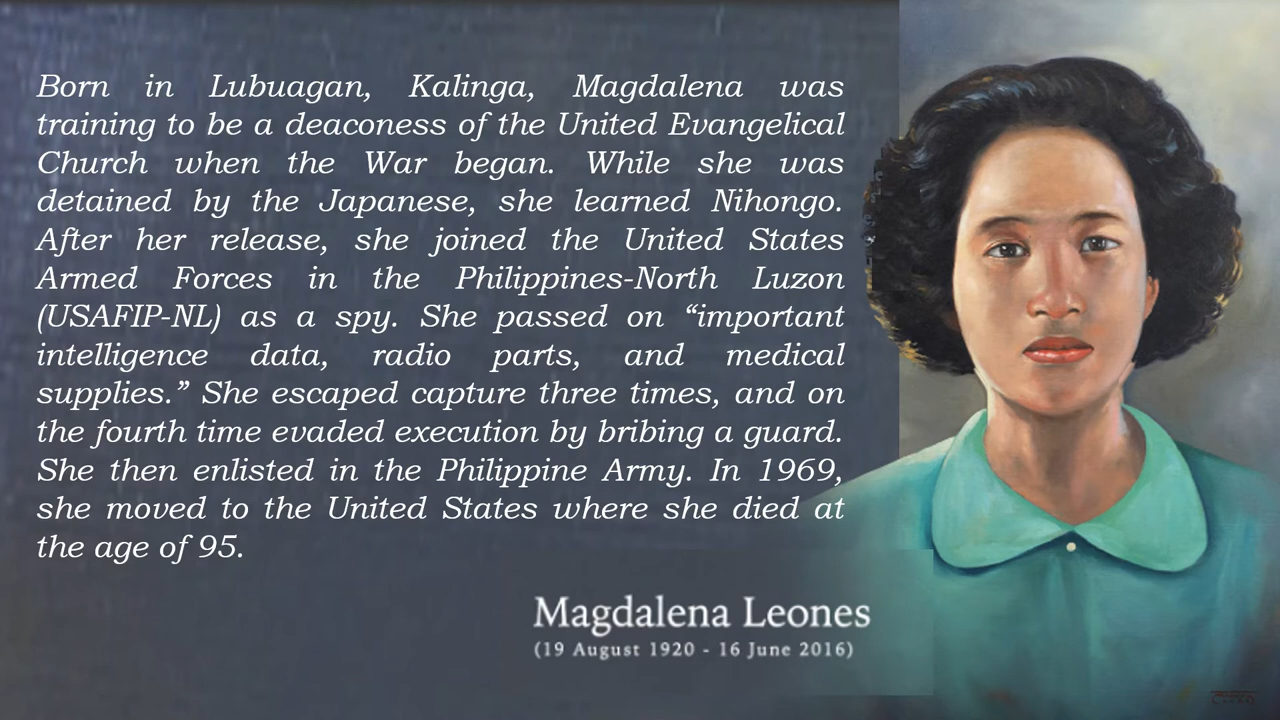 Born in Lubuagan, Kalinga, Magdalena was
training to be a deaconess of the United Evangelical
Church when the War began. While she was
detained by the Japanese, she learned Nihongo.
After her release, she joined the United States
Armed Forces in the Philippines-North Luzon
(USAFIP-NL) as a spy. She passed on “important
intelligence data, radio parts, and medical
supplies.” She escaped capture three times, and on
the fourth time evaded execution by bribing a guard.
She then enlisted in the Philippine Army. In 1969,
she moved to the United States where she died at
the age of 95.
Magdalena Leones
(19 August 1920 - 16 June 2016)